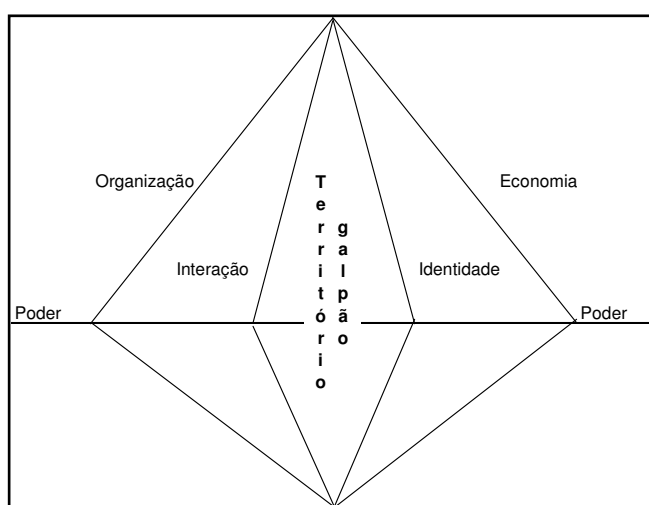 Organização
Economia
Território
galpão
Interação
Identidade
Poder
Poder